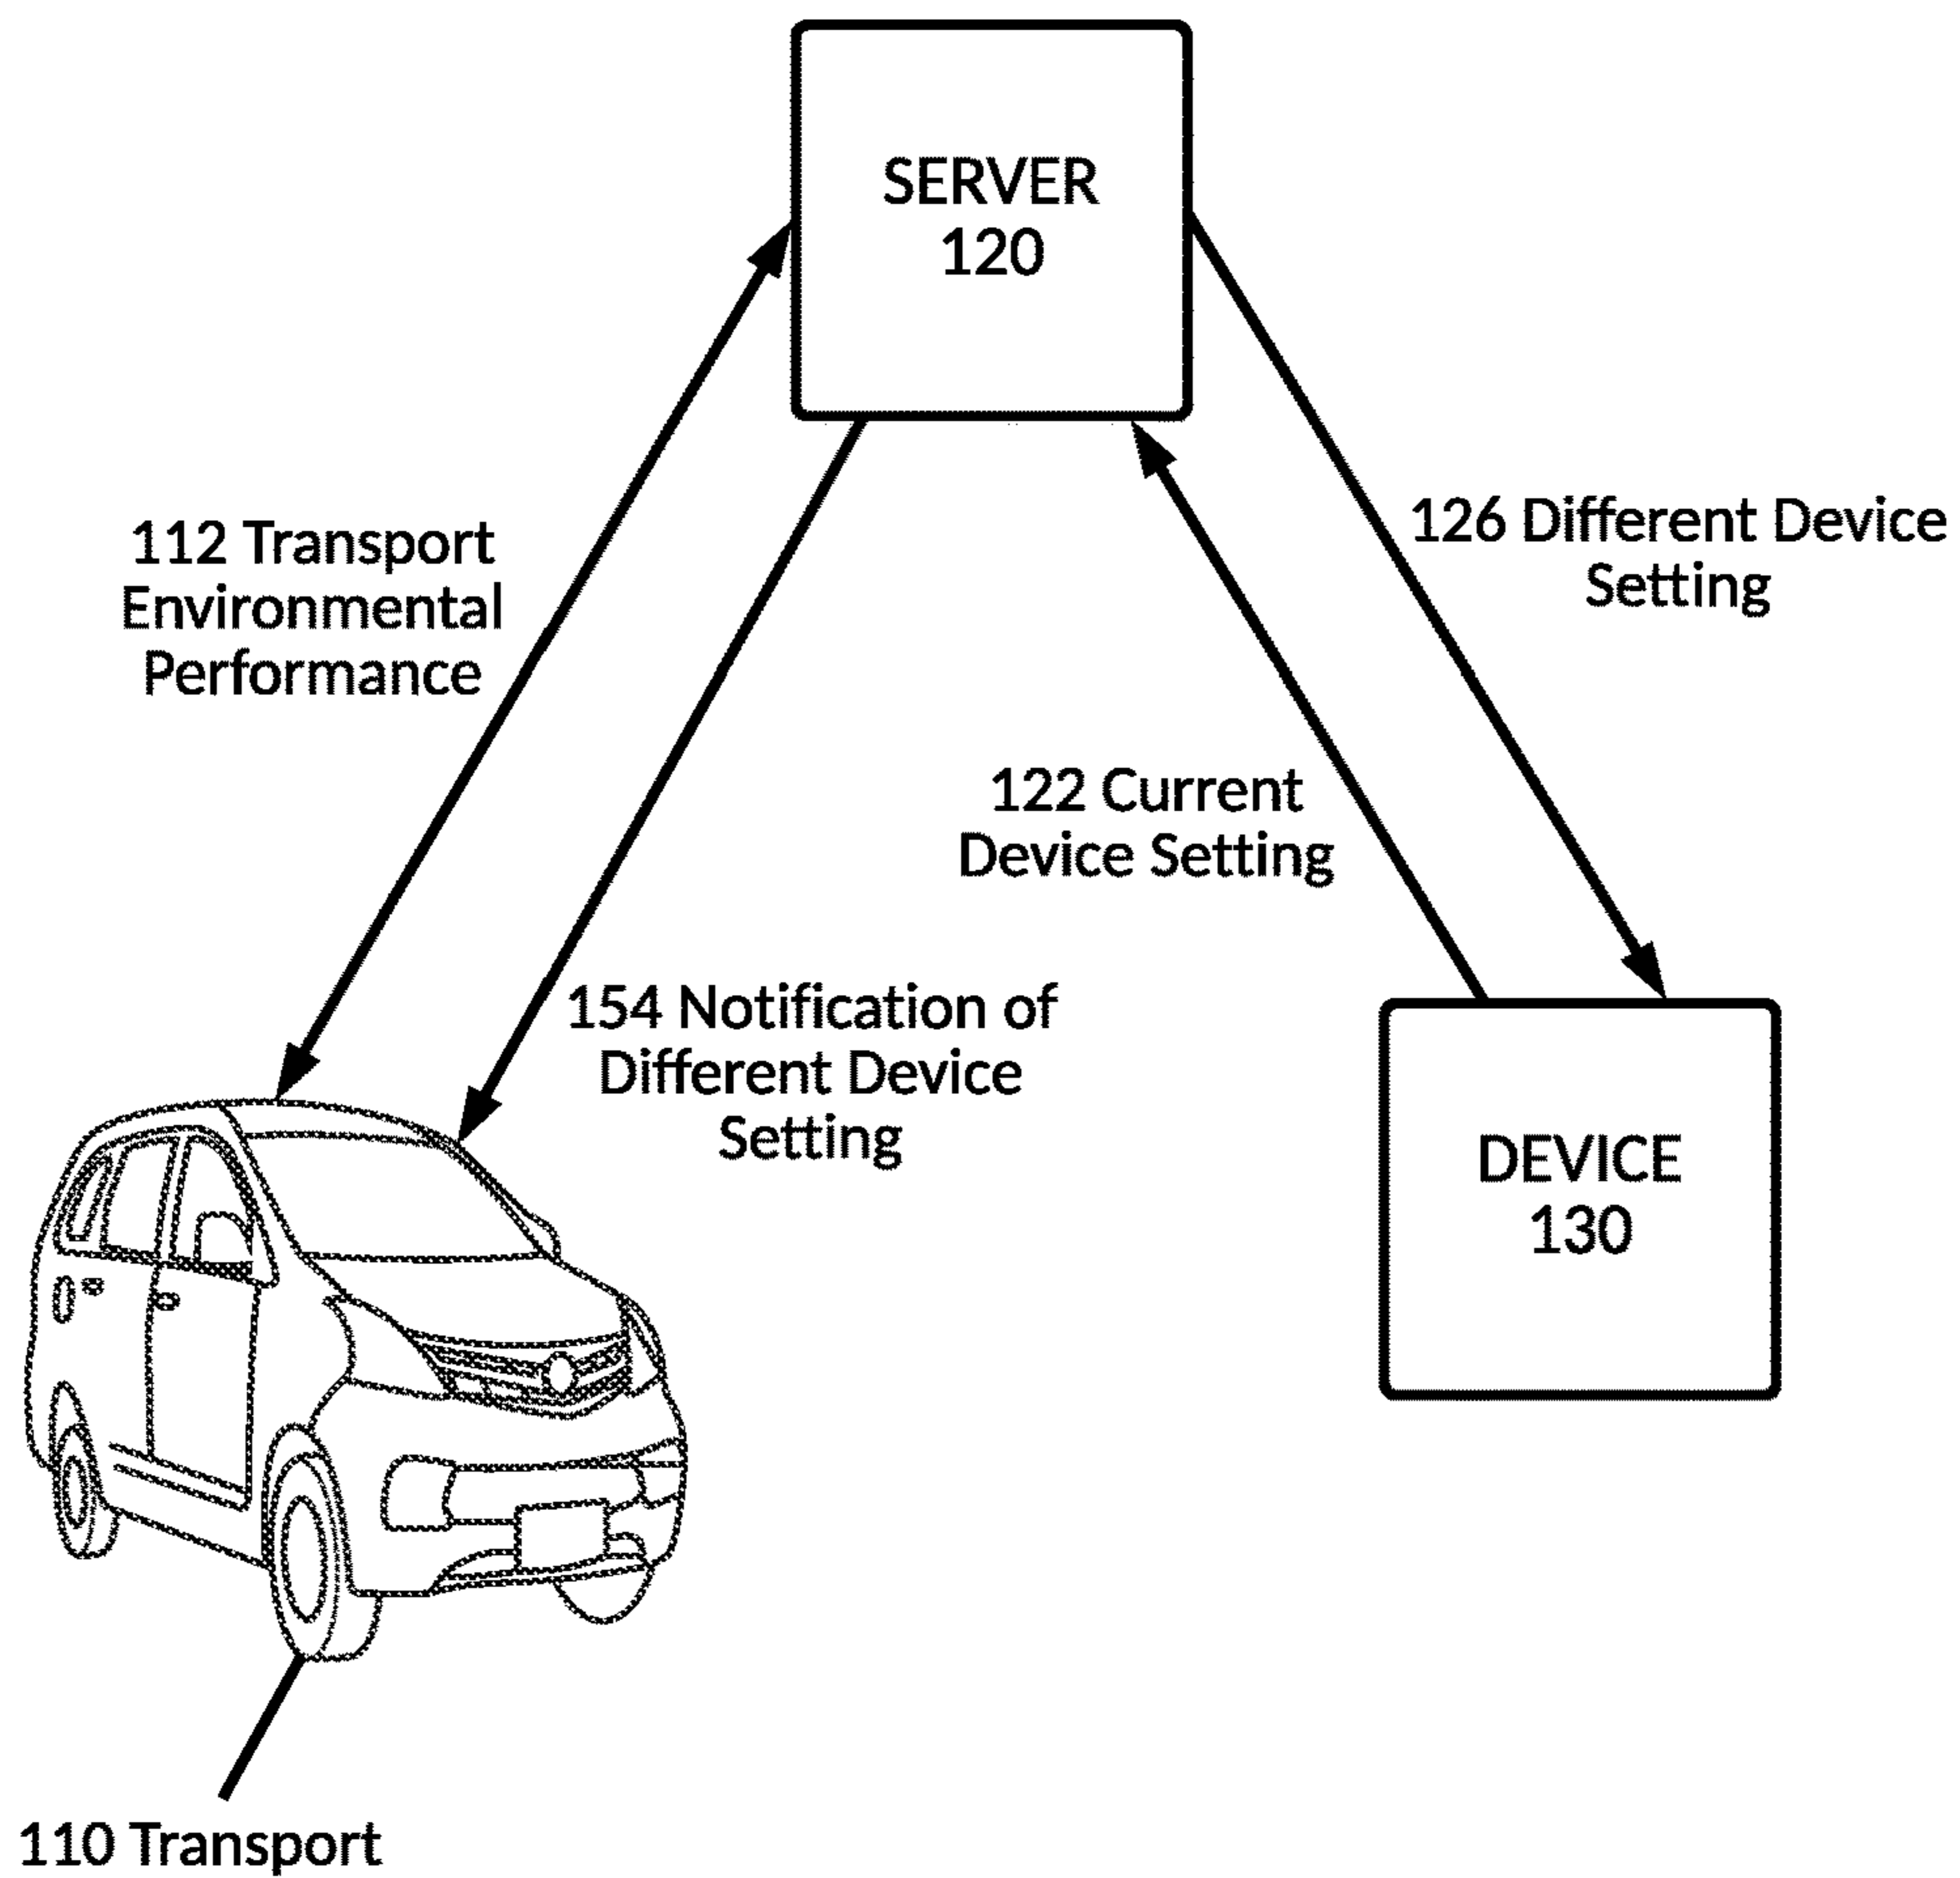 SERVER
120
112 Transport
Environmental
Performance
126 Different Device
Setting
122 Current
Device Setting
154 Notification of
Different Device
Setting
DEVICE
130
110 Transport